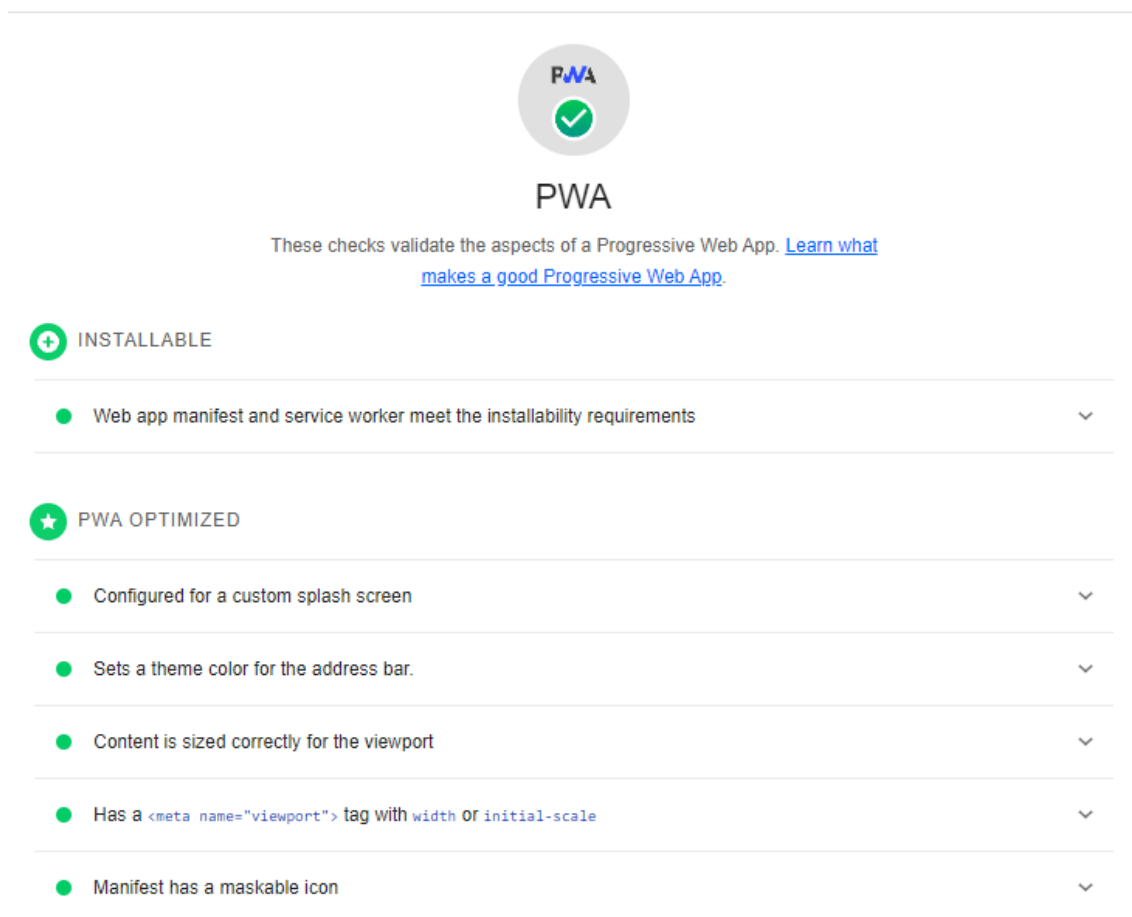 PWA
PWA
These checks validate the aspects of a Progressive Web App. Learn what
makes a good Progressive Web App.
INSTALLABLE
Web app manifest and service worker meet the installability requirements
PWA OPTIMIZED
Configured for a custom splash screen
Sets a theme color for the address bar.
Content is sized correctly for the viewport
Has a <meta name="viewport"> tag with width or initial-scale
Manifest has a maskable icon